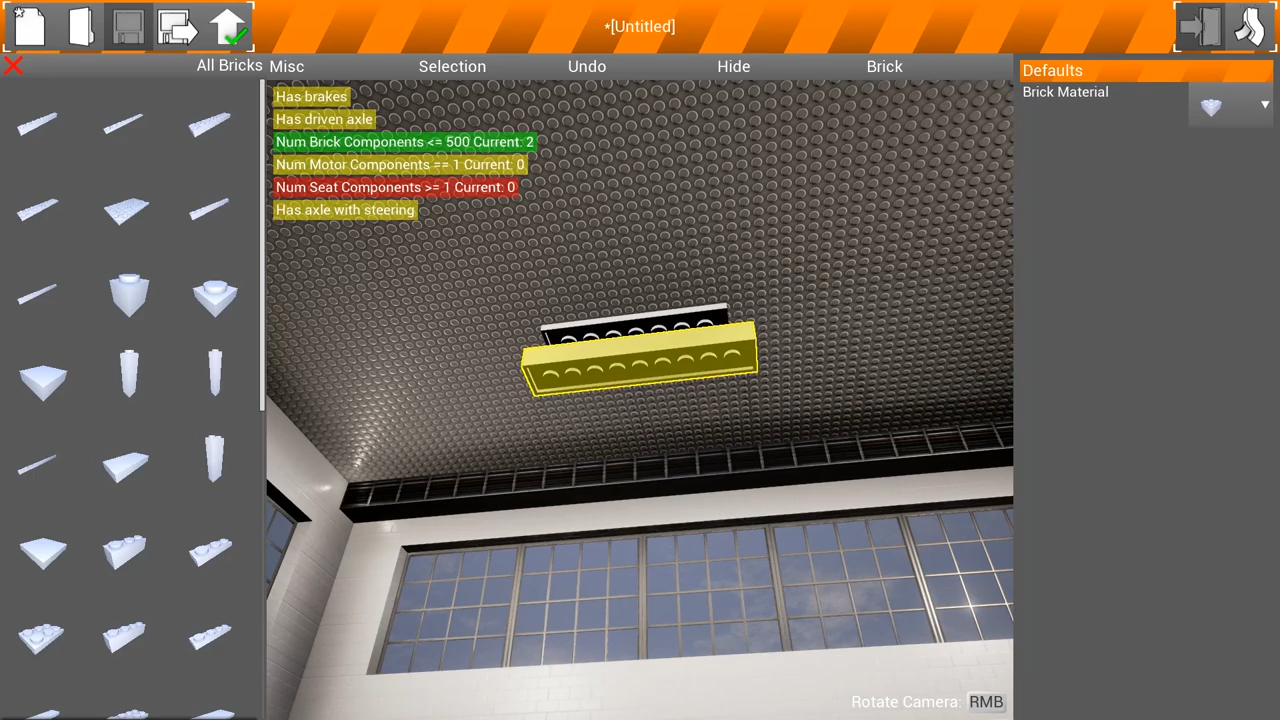 *[Untitled]
All Bricks
Misc
Selection
Undo
Hide
Brick
Has brakes
Has driven axle
Num Brick Components <= 500 Current: 2
Num Motor Components == 1 Current: 0
Num Seat Components >= 1 Current: 0
Has axle with steering
Defaults
Brick Material
Rotate Camera: RMB